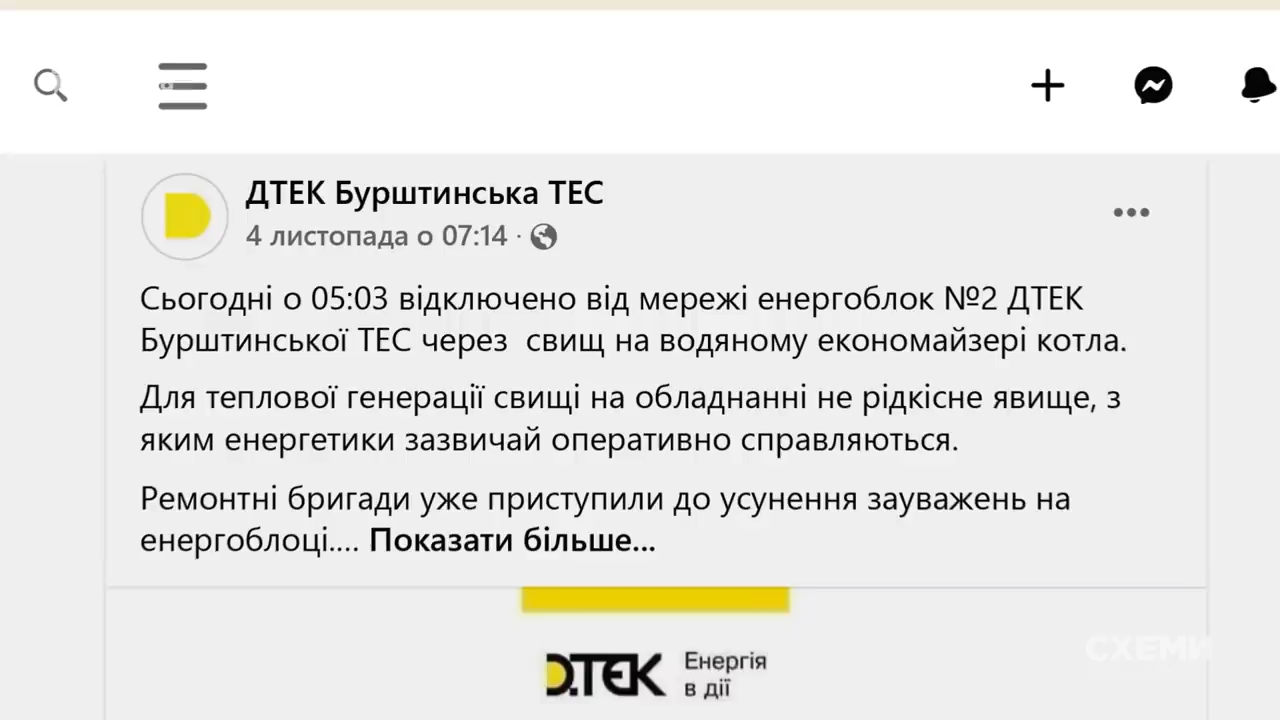 ДТЕК Бурштинська ТЕС
4 листопада о 07:14 ·
Сьогодні о 05:03 відключено від мережі енергоблок №2 ДТЕК
Бурштинської ТЕС через свищ на водяному економайзері котла.
Для теплової генерації свищі на обладнанні не рідкісне явище, з
яким енергетики зазвичай оперативно справляються.
Ремонтні бригади уже приступили до усунення зауважень на
енергоблоці.... Показати більше...
ДТЕК
Енергія
в дії
СХЕМИ